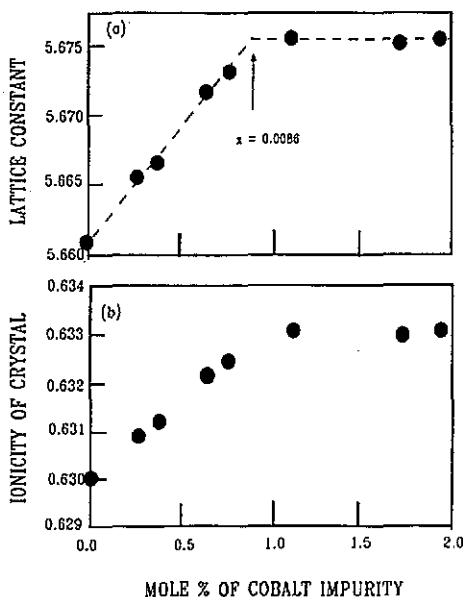 (a)
LATTICE CONSTANT
5.675
5.670
5.665
5.660
x = 0.0086
(b)
IONICITY OF CRYSTAL
0.634
0.633
0.632
0.631
0.630
0.629
0.0 0.5 1.0 1.5 2.0
MOLE % OF COBALT IMPURITY